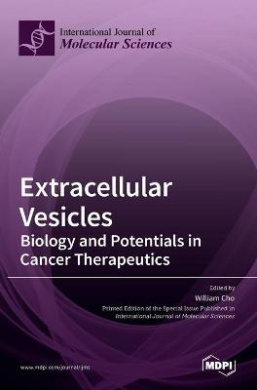 International Journal of
Molecular Sciences
Extracellular
Vesicles
Biology and Potentials in
Cancer Therapeutics
Edited by
William Cho
Printed Edition of the Special Issue Published in
International Journal of Molecular Sciences
www.mdpi.com/journal/ijms
MDPI